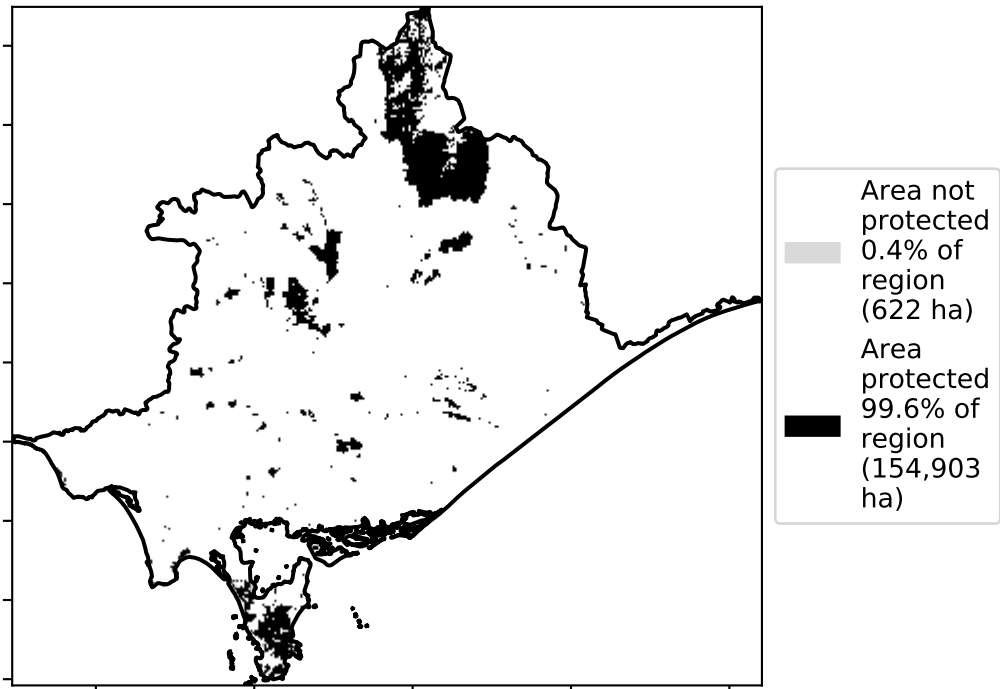 Area not
protected
0.4% of
region
(622 ha)
Area
protected
99.6% of
region
(154,903
ha)